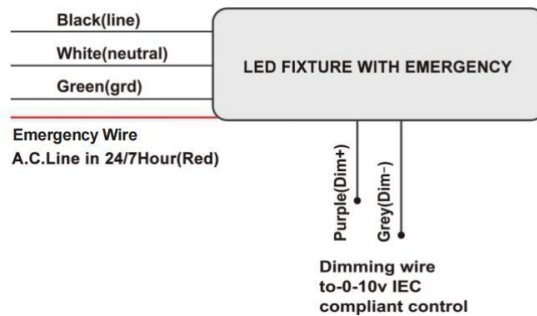 Black(line)
White(neutral)
Green(grd)
LED FIXTURE WITH EMERGENCY
Emergency Wire
A.C.Line in 24/7Hour(Red)
Purple(Dim+)
Grey(Dim-)
Dimming wire
to-0-10v IEC
compliant control